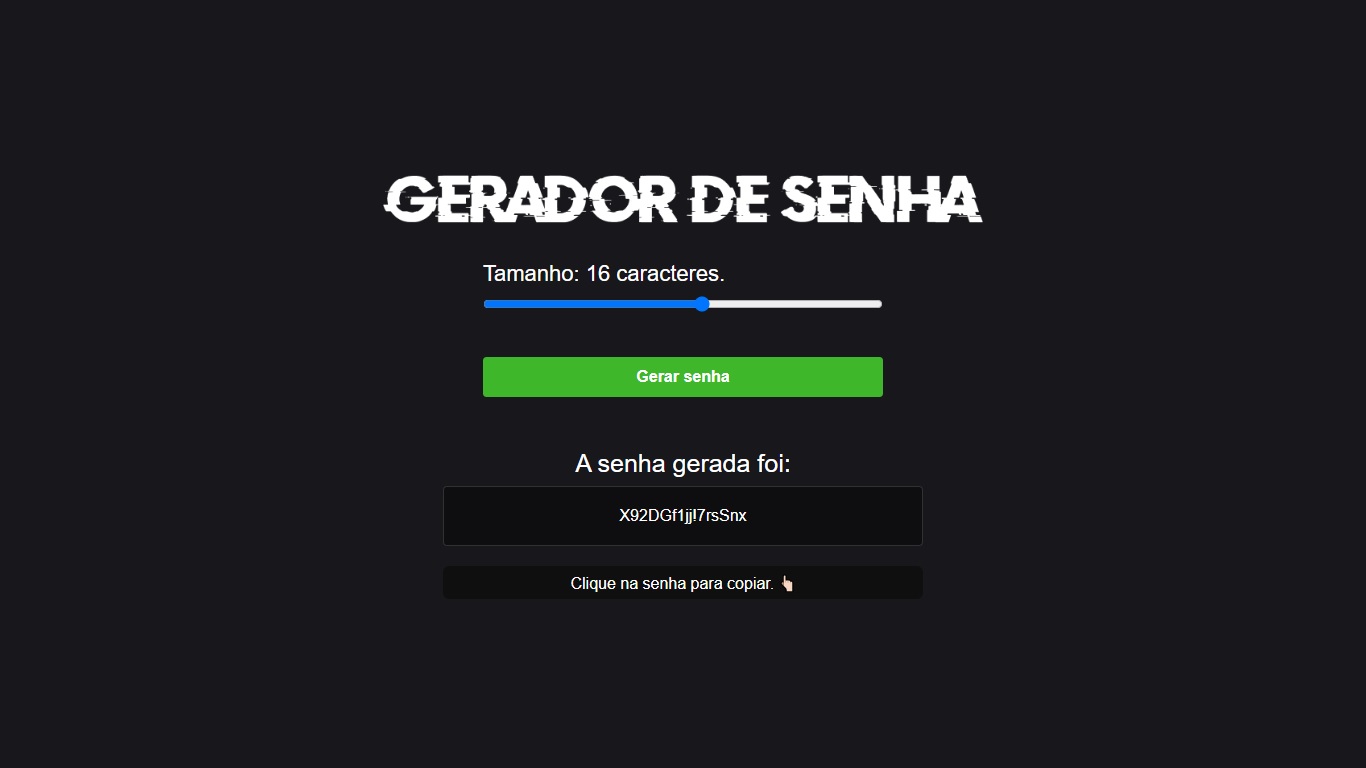 GERADOR DE SENHA
Tamanho: 16 caracteres.
Gerar senha
A senha gerada foi:
X92DGf1jj!7rsSnx
Clique na senha para copiar. 👆🏻